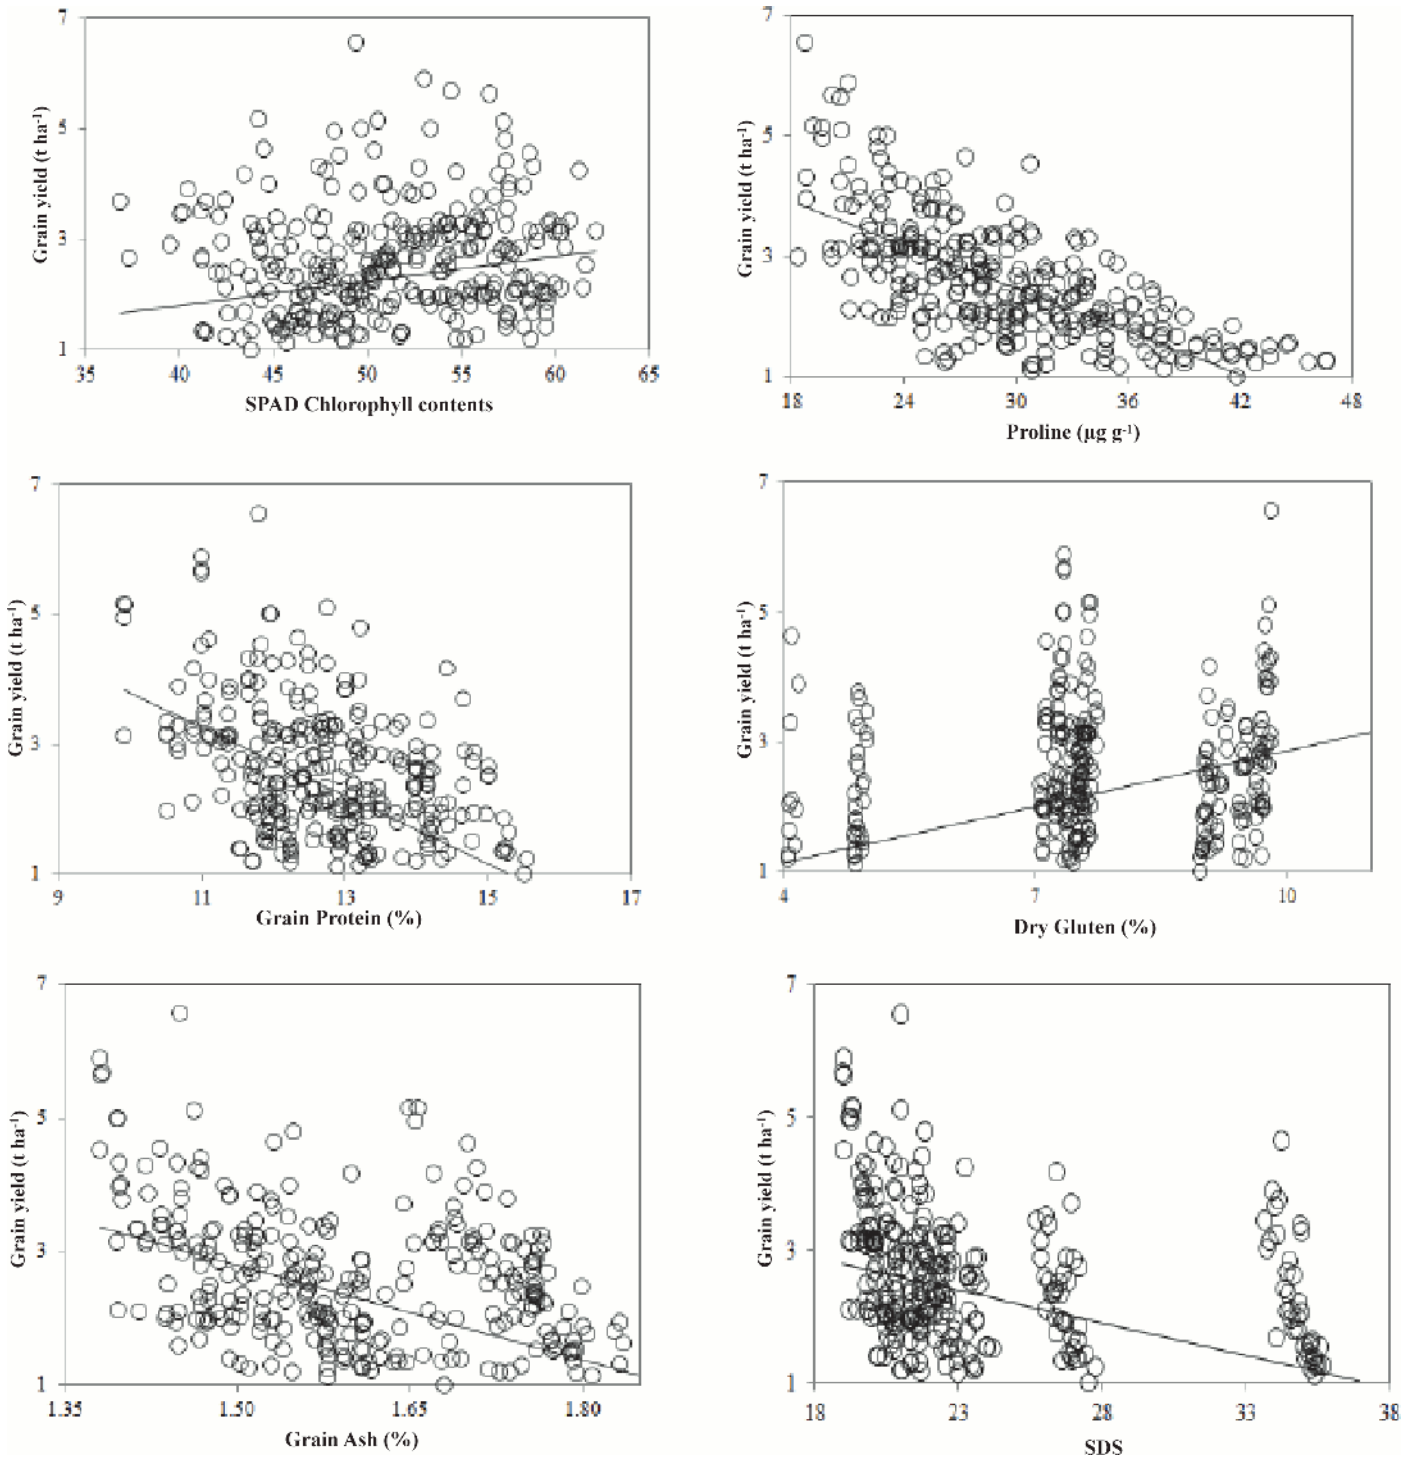 7
5
3
1
Grain yield (t ha-1)
35 40 45 50 55 60 65
SPAD Chlorophyll contents
7
5
3
1
Grain yield (t ha-1)
18 24 30 36 42 48
Proline (µg g-1)
7
5
3
1
Grain yield (t ha-1)
9 11 13 15 17
Grain Protein (%)
7
5
3
1
Grain yield (t ha-1)
4 7 10
Dry Gluten (%)
7
5
3
1
Grain yield (t ha-1)
1.35 1.50 1.65 1.80
Grain Ash (%)
7
5
3
1
Grain yield (t ha-1)
18 23 28 33 38
SDS